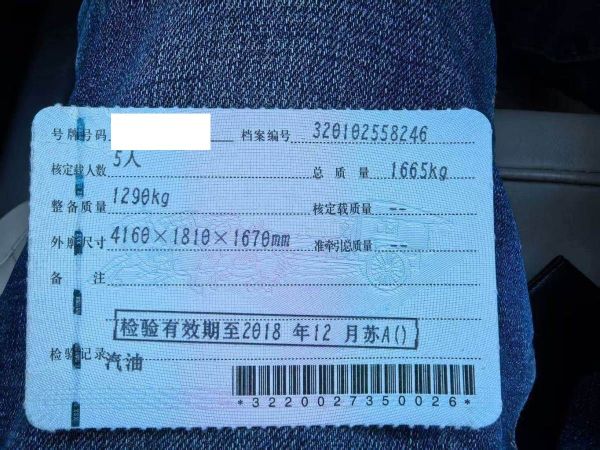 号牌号码 档案编号 320102558246
核定载人数 5人 总质量 1665kg
整备质量 1290kg 核定载质量 --
外廓尺寸 4160×1810×1670mm 准牵引总质量 --
备注
检验有效期至2018 年12 月苏A()
检验记录 汽油
*3220027350026*